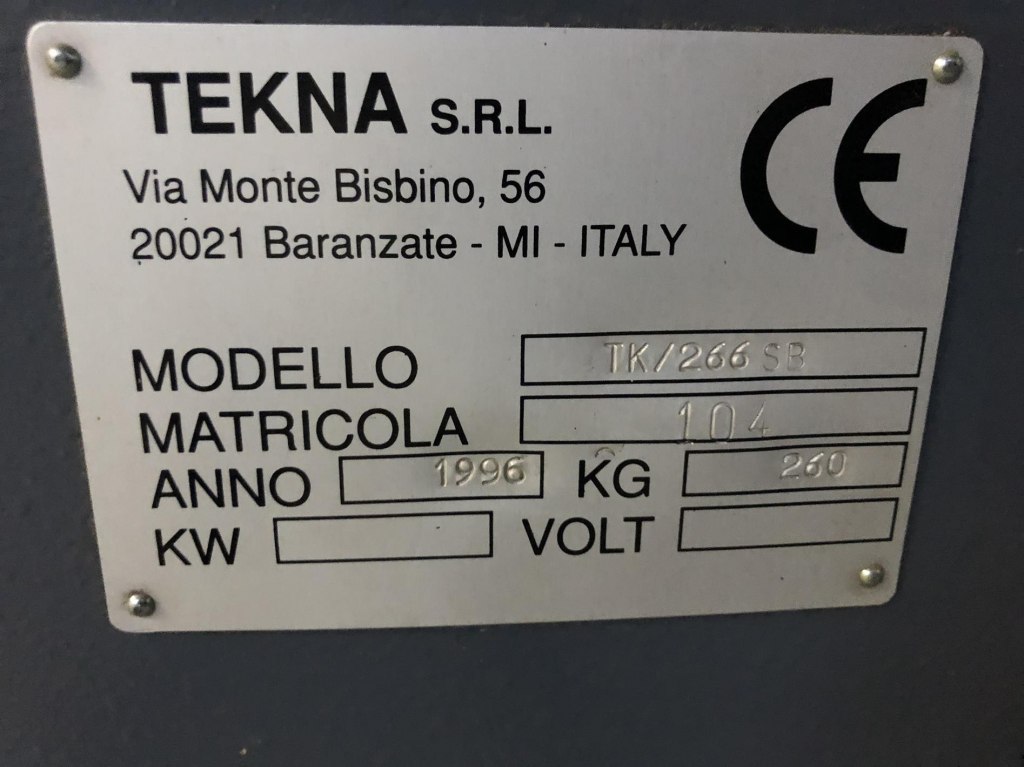 TEKNA S.R.L. CE
Via Monte Bisbino, 56
20021 Baranzate - MI - ITALY
MODELLO TK/266 SB
MATRICOLA 104
ANNO 1996 KG 260
KW VOLT